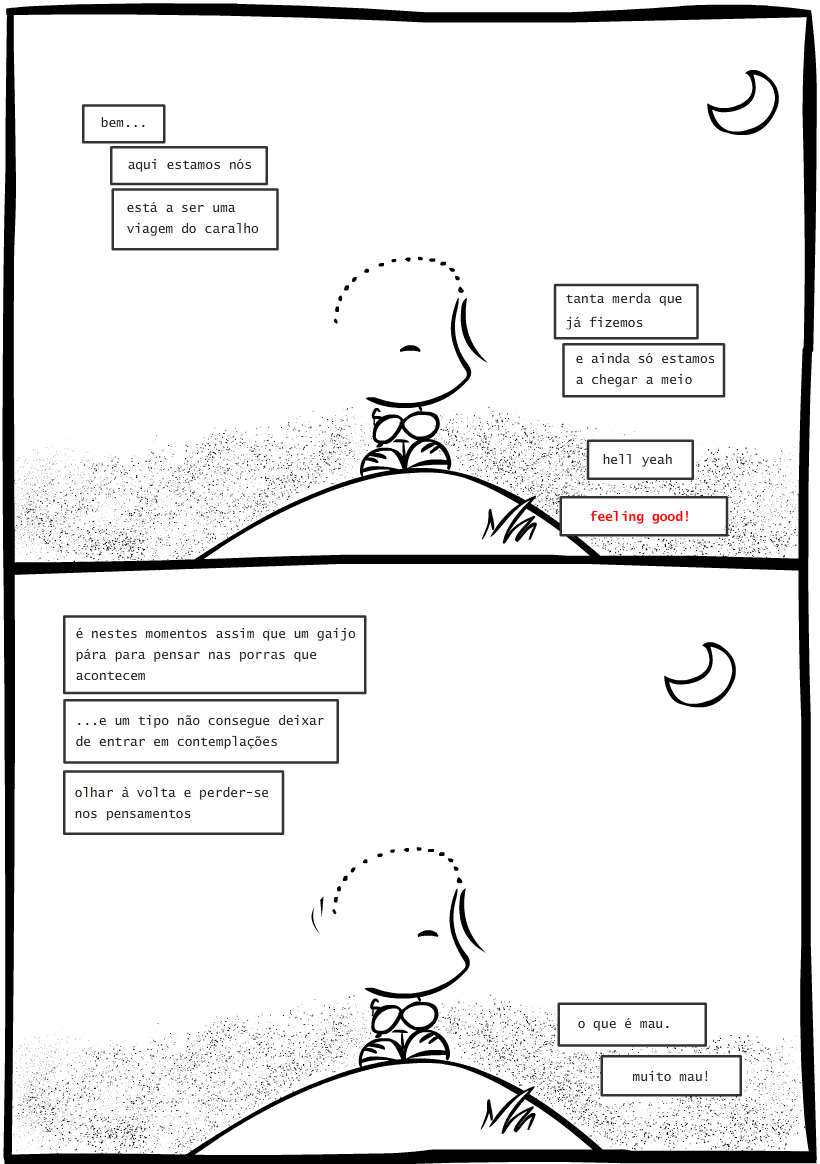 bem...
aqui estamos nós
está a ser uma
viagem do caralho
tanta merda que
já fizemos
e ainda só estamos
a chegar a meio
hell yeah
feeling good!
é nestes momentos assim que um gaijo
pára para pensar nas porras que
acontecem
...e um tipo não consegue deixar
de entrar em contemplações
olhar à volta e perder-se
nos pensamentos
o que é mau.
muito mau!